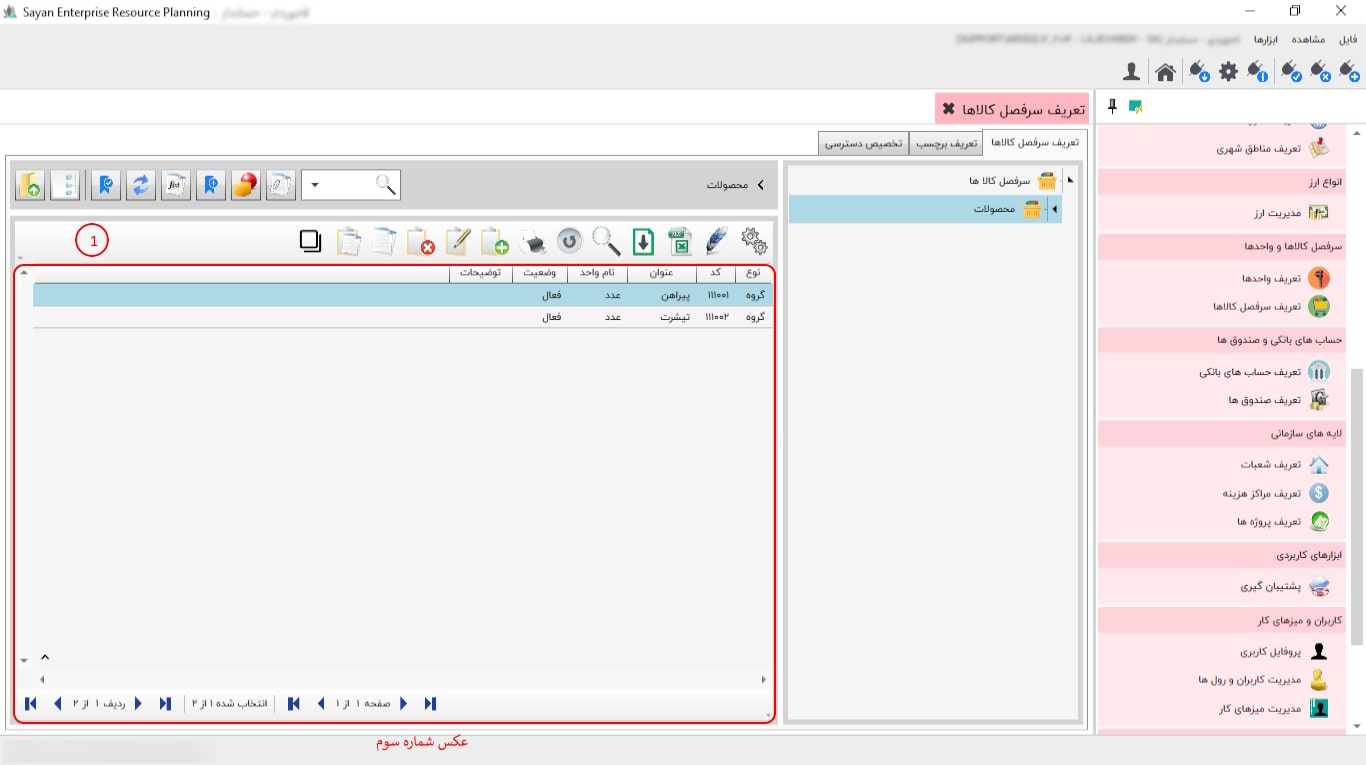 Sayan Enterprise Resource Planning
فایل مشاهده ابزارها
تعریف سرفصل کالاها
تعریف سرفصل کالاها تعریف برچسب تخصیص دسترسی
سرفصل کالا ها
محصولات
محصولات
1
نوع کد عنوان نام واحد وضعیت توضیحات
گروه ۱۱۱۰۰۱ پیراهن عدد فعال
گروه ۱۱۱۰۰۲ تیشرت عدد فعال
صفحه ۱ از ۱ انتخاب شده ۱ از ۲ ردیف ۱ از ۲
عکس شماره سوم
تعریف مناطق شهری
انواع ارز
مدیریت ارز
سرفصل کالاها و واحدها
تعریف واحدها
تعریف سرفصل کالاها
حساب های بانکی و صندوق ها
تعریف حساب های بانکی
تعریف صندوق ها
لایه های سازمانی
تعریف شعبات
تعریف مراکز هزینه
تعریف پروژه ها
ابزارهای کاربردی
پشتیبان گیری
کاربران و میزهای کار
پروفایل کاربری
مدیریت کاربران و رول ها
مدیریت میزهای کار